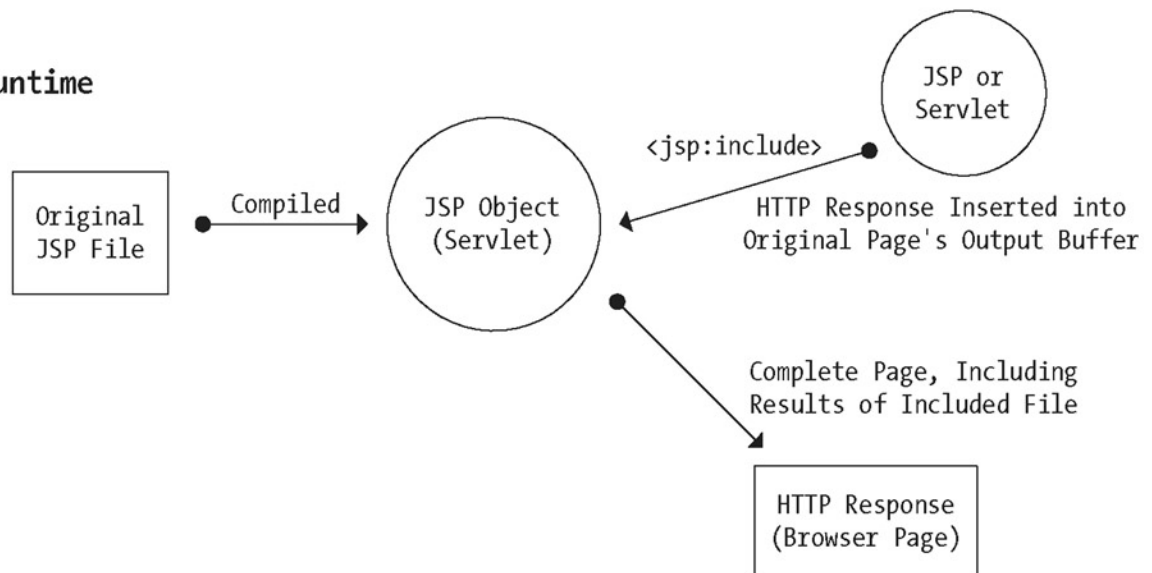 untime
JSP or
Servlet
<jsp:include>
Compiled
Original
JSP File
JSP Object
(Servlet)
HTTP Response Inserted into
Original Page's Output Buffer
Complete Page, Including
Results of Included File
HTTP Response
(Browser Page)